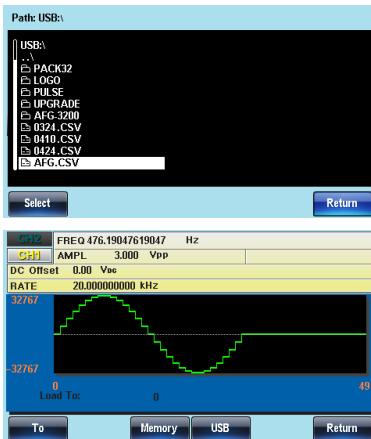 Path: USB:\
USB:\
..\
PACK32
LOGO
PULSE
UPGRADE
AFG-3200
0324.CSV
0410.CSV
0424.CSV
AFG.CSV
Select Return
CH2 FREQ 476.19047619047 Hz
CH1 AMPL 3.000 VPP
DC Offset 0.00 VDC
RATE 20.000000000 kHz
32767
-32767
0 49
Load To: 0
To Memory USB Return